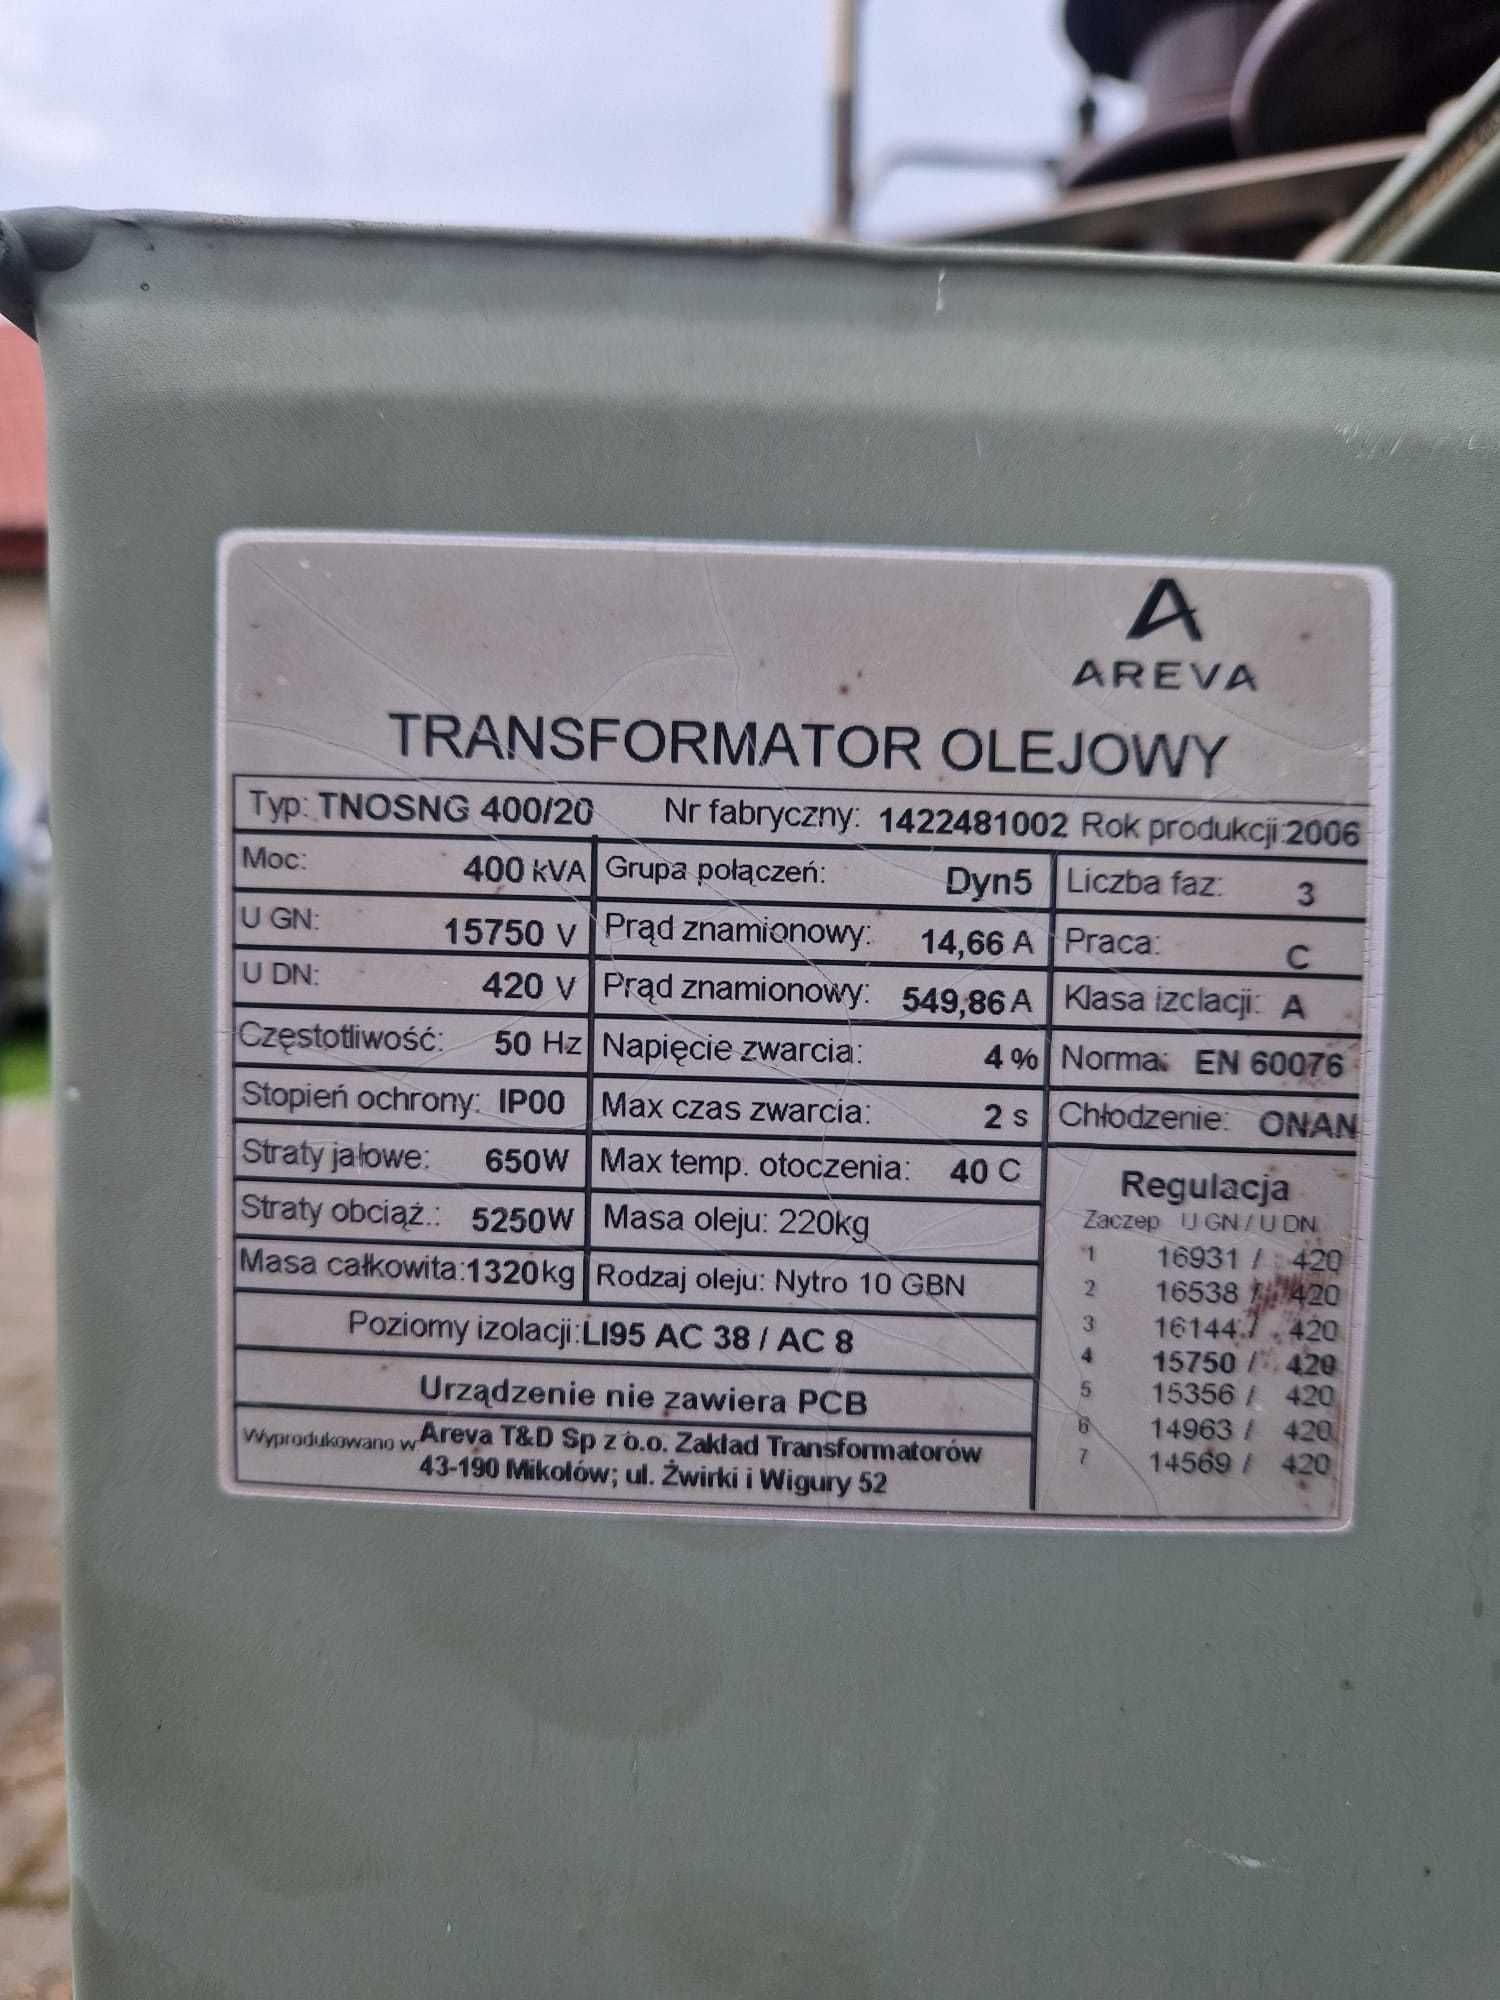 AREVA
TRANSFORMATOR OLEJOWY
Typ: TNOSNG 400/20 Nr fabryczny: 1422481002 Rok produkcji:2006
Moc: 400 kVA Grupa połączeń: Dyn5 Liczba faz: 3
U GN: 15750 V Prąd znamionowy: 14,66 A Praca: C
U DN: 420 V Prąd znamionowy: 549,86 A Klasa izclacji: A
Częstotliwość: 50 Hz Napięcie zwarcia: 4 % Norma: EN 60076
Stopień ochrony: IP00 Max czas zwarcia: 2 s Chłodzenie: ONAN
Straty jałowe: 650W Max temp. otoczenia: 40 C
Straty obciąż.: 5250W Masa oleju: 220kg
Masa całkowita:1320kg Rodzaj oleju: Nytro 10 GBN
Poziomy izolacji:LI95 AC 38 / AC 8
Urządzenie nie zawiera PCB
Wyprodukowano w Areva T&D Sp z o.o. Zakład Transformatorów
43-190 Mikołów; ul. Żwirki i Wigury 52
Regulacja
Zaczep U GN / U DN
1 16931 / 420
2 16538 / 420
3 16144 / 420
4 15750 / 420
5 15356 / 420
6 14963 / 420
7 14569 / 420